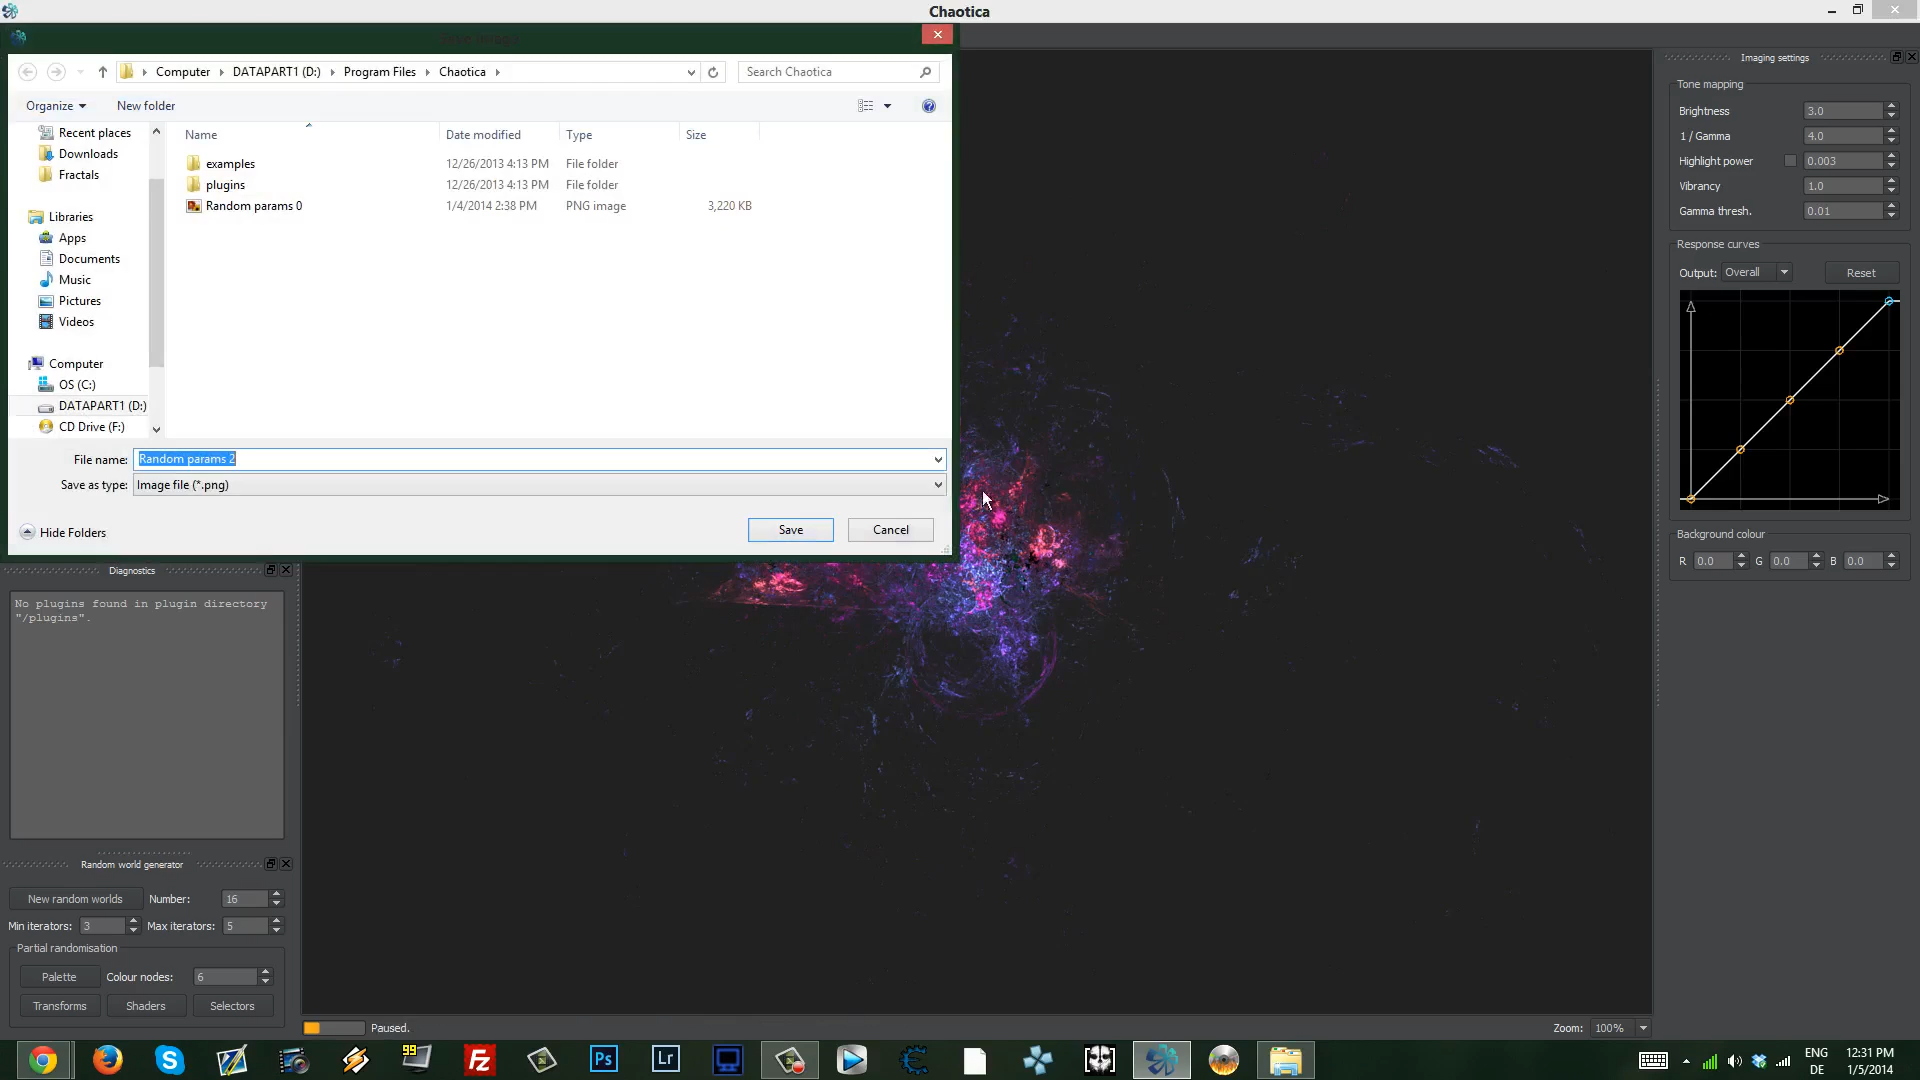 Chaotica
Computer
DATAPART1 (D:)
Program Files
Chaotica
Search Chaotica
Organize
New folder
Recent places
Downloads
Fractals
Libraries
Apps
Documents
Music
Pictures
Videos
Computer
OS (C:)
DATAPART1 (D:)
CD Drive (F:)
Name Date modified Type Size
examples 12/26/2013 4:13 PM File folder
plugins 12/26/2013 4:13 PM File folder
Random params 0 1/4/2014 2:38 PM PNG image 3,220 KB
File name: Random params 2
Save as type: Image file (*.png)
Hide Folders
Save Cancel
Diagnostics
No plugins found in plugin directory
"/plugins".
Random world generator
New random worlds Number: 16
Min iterators: 3 Max iterators: 5
Partial randomisation
Palette Colour nodes: 6
Transforms Shaders Selectors
Paused.
Zoom: 100%
Imaging settings
Tone mapping
Brightness 3.0
1 / Gamma 4.0
Highlight power 0.003
Vibrancy 1.0
Gamma thresh. 0.01
Response curves
Output: Overall Reset
Background colour
R 0.0 G 0.0 B 0.0
99
Fz
Ps
Lr
ENG
DE
12:31 PM
1/5/2014